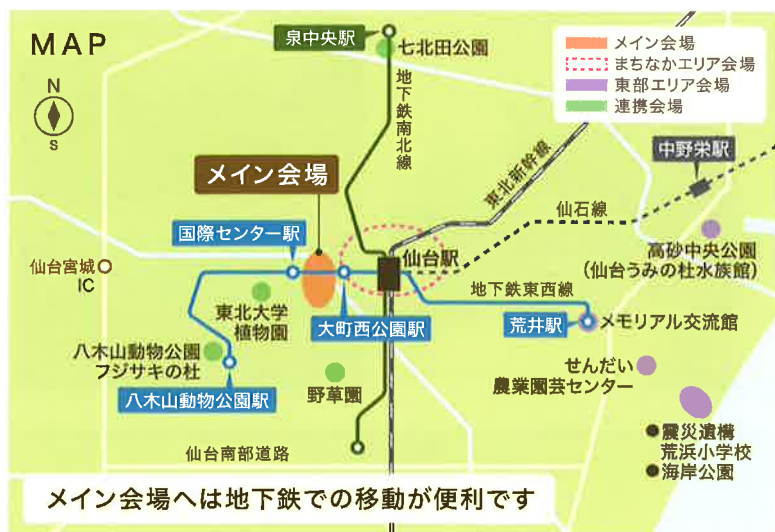 MAP
N
S
泉中央駅
七北田公園
地下鉄南北線
メイン会場
まちなかエリア会場
東部エリア会場
連携会場
東北新幹線
中野栄駅
メイン会場
仙石線
国際センター駅
仙台駅
高砂中央公園
(仙台うみの杜水族館)
仙台宮城
IC
地下鉄東西線
東北大学
植物園
大町西公園駅
荒井駅
メモリアル交流館
八木山動物公園
フジサキの杜
せんだい
農業園芸センター
八木山動物公園駅
野草園
●震災遺構
荒浜小学校
●海岸公園
仙台南部道路
メイン会場へは地下鉄での移動が便利です